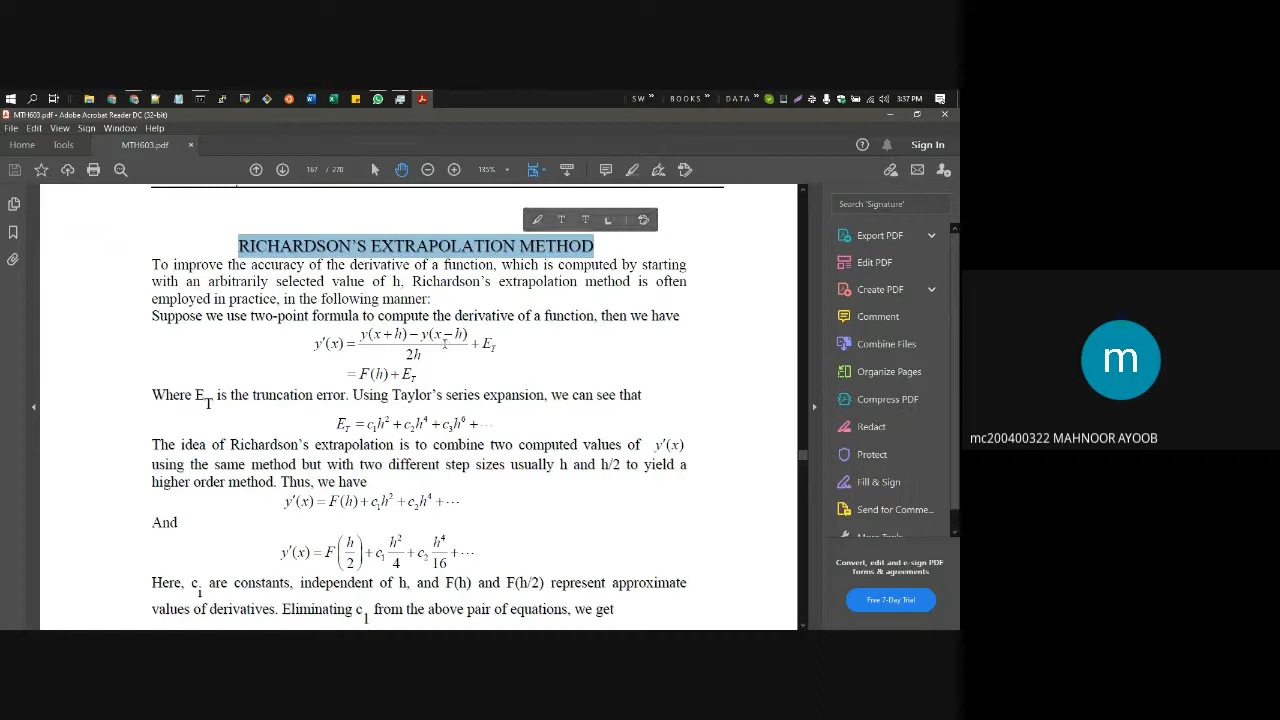 SW »
BOOKS »
DATA »
3:37 PM
MTH603.pdf - Adobe Acrobat Reader DC (32-bit)
File Edit View Sign Window Help
Home Tools MTH603.pdf ×
Sign In
167 / 220
135%
RICHARDSON'S EXTRAPOLATION METHOD
To improve the accuracy of the derivative of a function, which is computed by starting
with an arbitrarily selected value of h, Richardson's extrapolation method is often
employed in practice, in the following manner:
Suppose we use two-point formula to compute the derivative of a function, then we have
y′(x) = (y(x + h) − y(x − h)) / 2h + E_T
= F(h) + E_T
Where E_T is the truncation error. Using Taylor's series expansion, we can see that
E_T = c₁h² + c₂h⁴ + c₃h⁶ + ⋯
The idea of Richardson's extrapolation is to combine two computed values of y′(x)
using the same method but with two different step sizes usually h and h/2 to yield a
higher order method. Thus, we have
y′(x) = F(h) + c₁h² + c₂h⁴ + ⋯
And
y′(x) = F(h/2) + c₁ h²/4 + c₂ h⁴/16 + ⋯
Here, c_i are constants, independent of h, and F(h) and F(h/2) represent approximate
values of derivatives. Eliminating c₁ from the above pair of equations, we get
Search 'Signature'
Export PDF
Edit PDF
Create PDF
Comment
Combine Files
Organize Pages
Compress PDF
Redact
Protect
Fill & Sign
Send for Comme...
More Tools
Convert, edit and e-sign PDF
forms & agreements
Free 7-Day Trial
m
mc200400322 MAHNOOR AYOOB